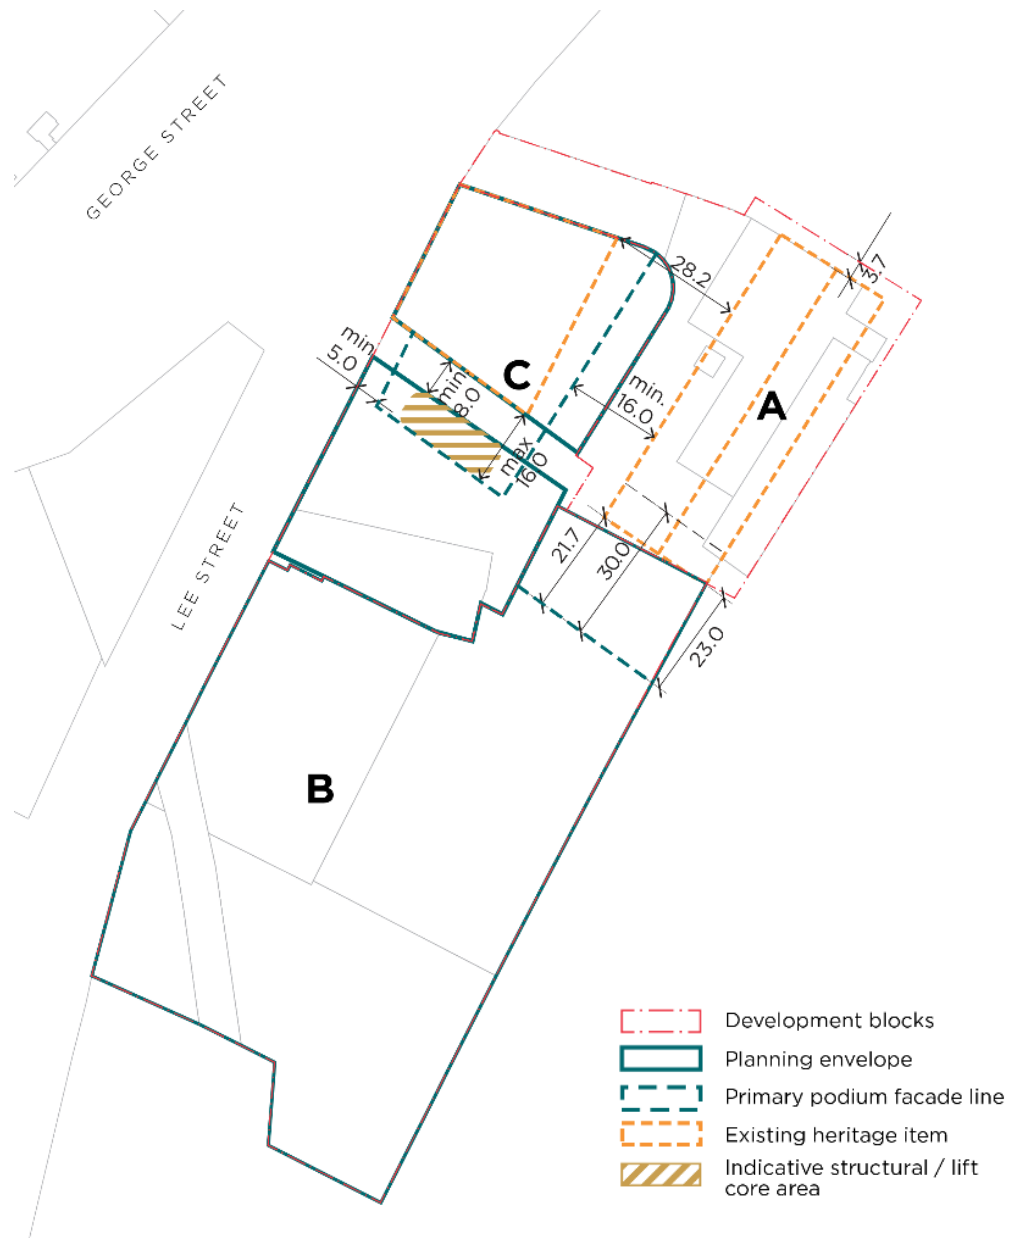 GEORGE STREET
3.7
28.2
min.
5.0
C
min.
8.0
min.
16.0
A
max
16.0
LEE STREET
21.7
30.0
23.0
B
Development blocks
Planning envelope
Primary podium facade line
Existing heritage item
Indicative structural / lift
core area